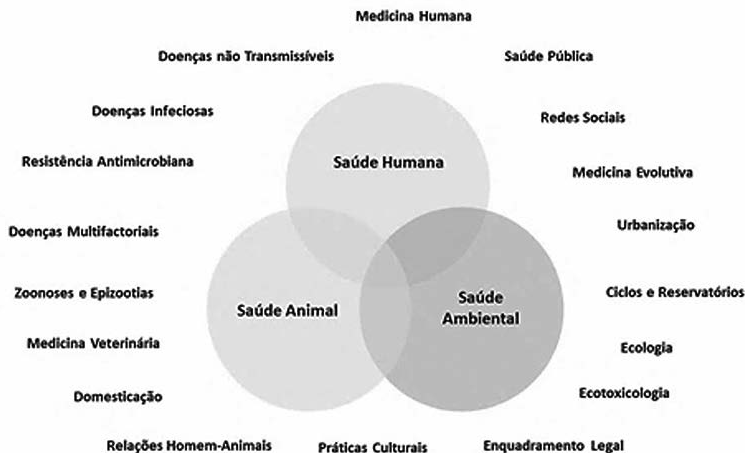 Medicina Humana
Doenças não Transmissíveis
Saúde Pública
Doenças Infeciosas
Redes Sociais
Resistência Antimicrobiana
Saúde Humana
Medicina Evolutiva
Doenças Multifactoriais
Urbanização
Zoonoses e Epizootias
Saúde Animal
Saúde
Ambiental
Ciclos e Reservatórios
Medicina Veterinária
Ecologia
Domesticação
Ecotoxicologia
Relações Homem-Animais
Práticas Culturais
Enquadramento Legal